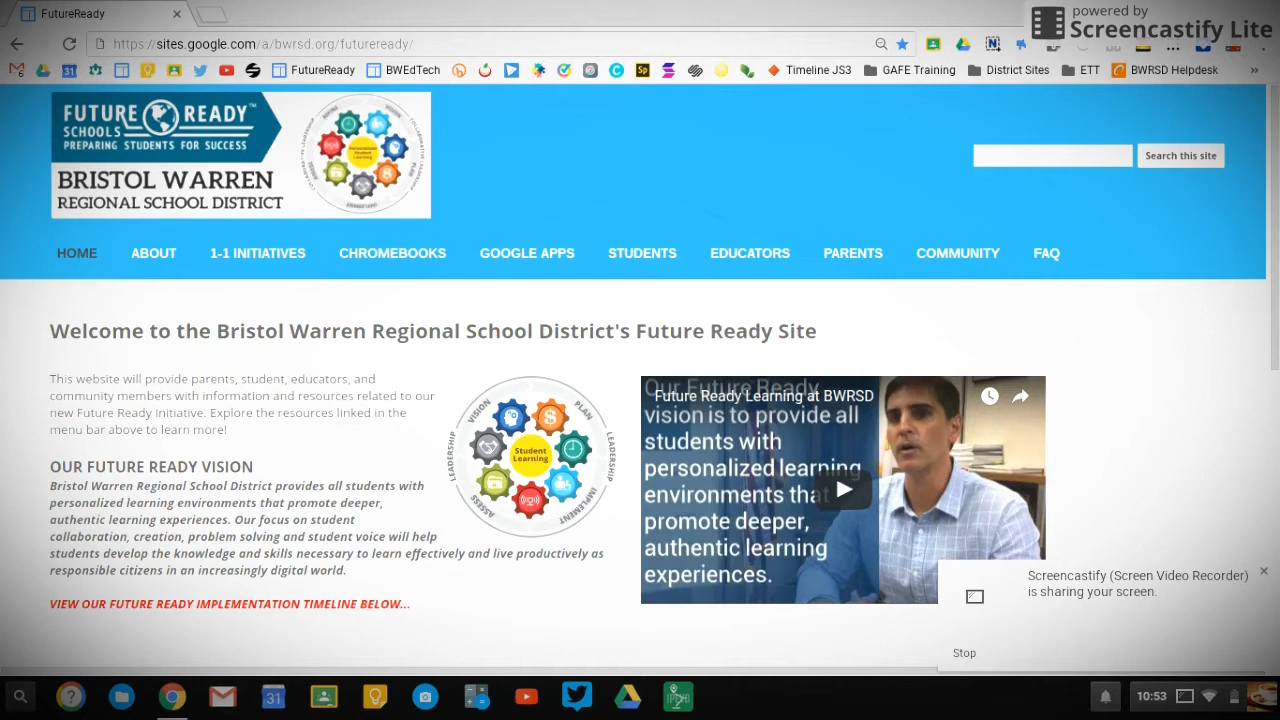 FutureReady
powered by
Screencastify Lite
https://sites.google.com/a/bwrsd.org/futureready/
FutureReady
BWEdTech
Timeline JS3
GAFE Training
District Sites
ETT
BWRSD Helpdesk
FUTURE READY™
SCHOOLS
PREPARING STUDENTS FOR SUCCESS
BRISTOL WARREN
REGIONAL SCHOOL DISTRICT
Search this site
HOME ABOUT 1-1 INITIATIVES CHROMEBOOKS GOOGLE APPS STUDENTS EDUCATORS PARENTS COMMUNITY FAQ
Welcome to the Bristol Warren Regional School District's Future Ready Site
This website will provide parents, student, educators, and
community members with information and resources related to our
new Future Ready Initiative. Explore the resources linked in the
menu bar above to learn more!
OUR FUTURE READY VISION
Bristol Warren Regional School District provides all students with
personalized learning environments that promote deeper,
authentic learning experiences. Our focus on student
collaboration, creation, problem solving and student voice will help
students develop the knowledge and skills necessary to learn effectively and live productively as
responsible citizens in an increasingly digital world.
VIEW OUR FUTURE READY IMPLEMENTATION TIMELINE BELOW...
VISION
PLAN
LEADERSHIP
Student
Learning
LEADERSHIP
ASSESS
IMPLEMENT
Future Ready Learning at BWRSD
Our Future Ready
vision is to provide all
students with
personalized learning
environments that
promote deeper,
authentic learning
experiences.
Screencastify (Screen Video Recorder)
is sharing your screen.
Stop
10:53